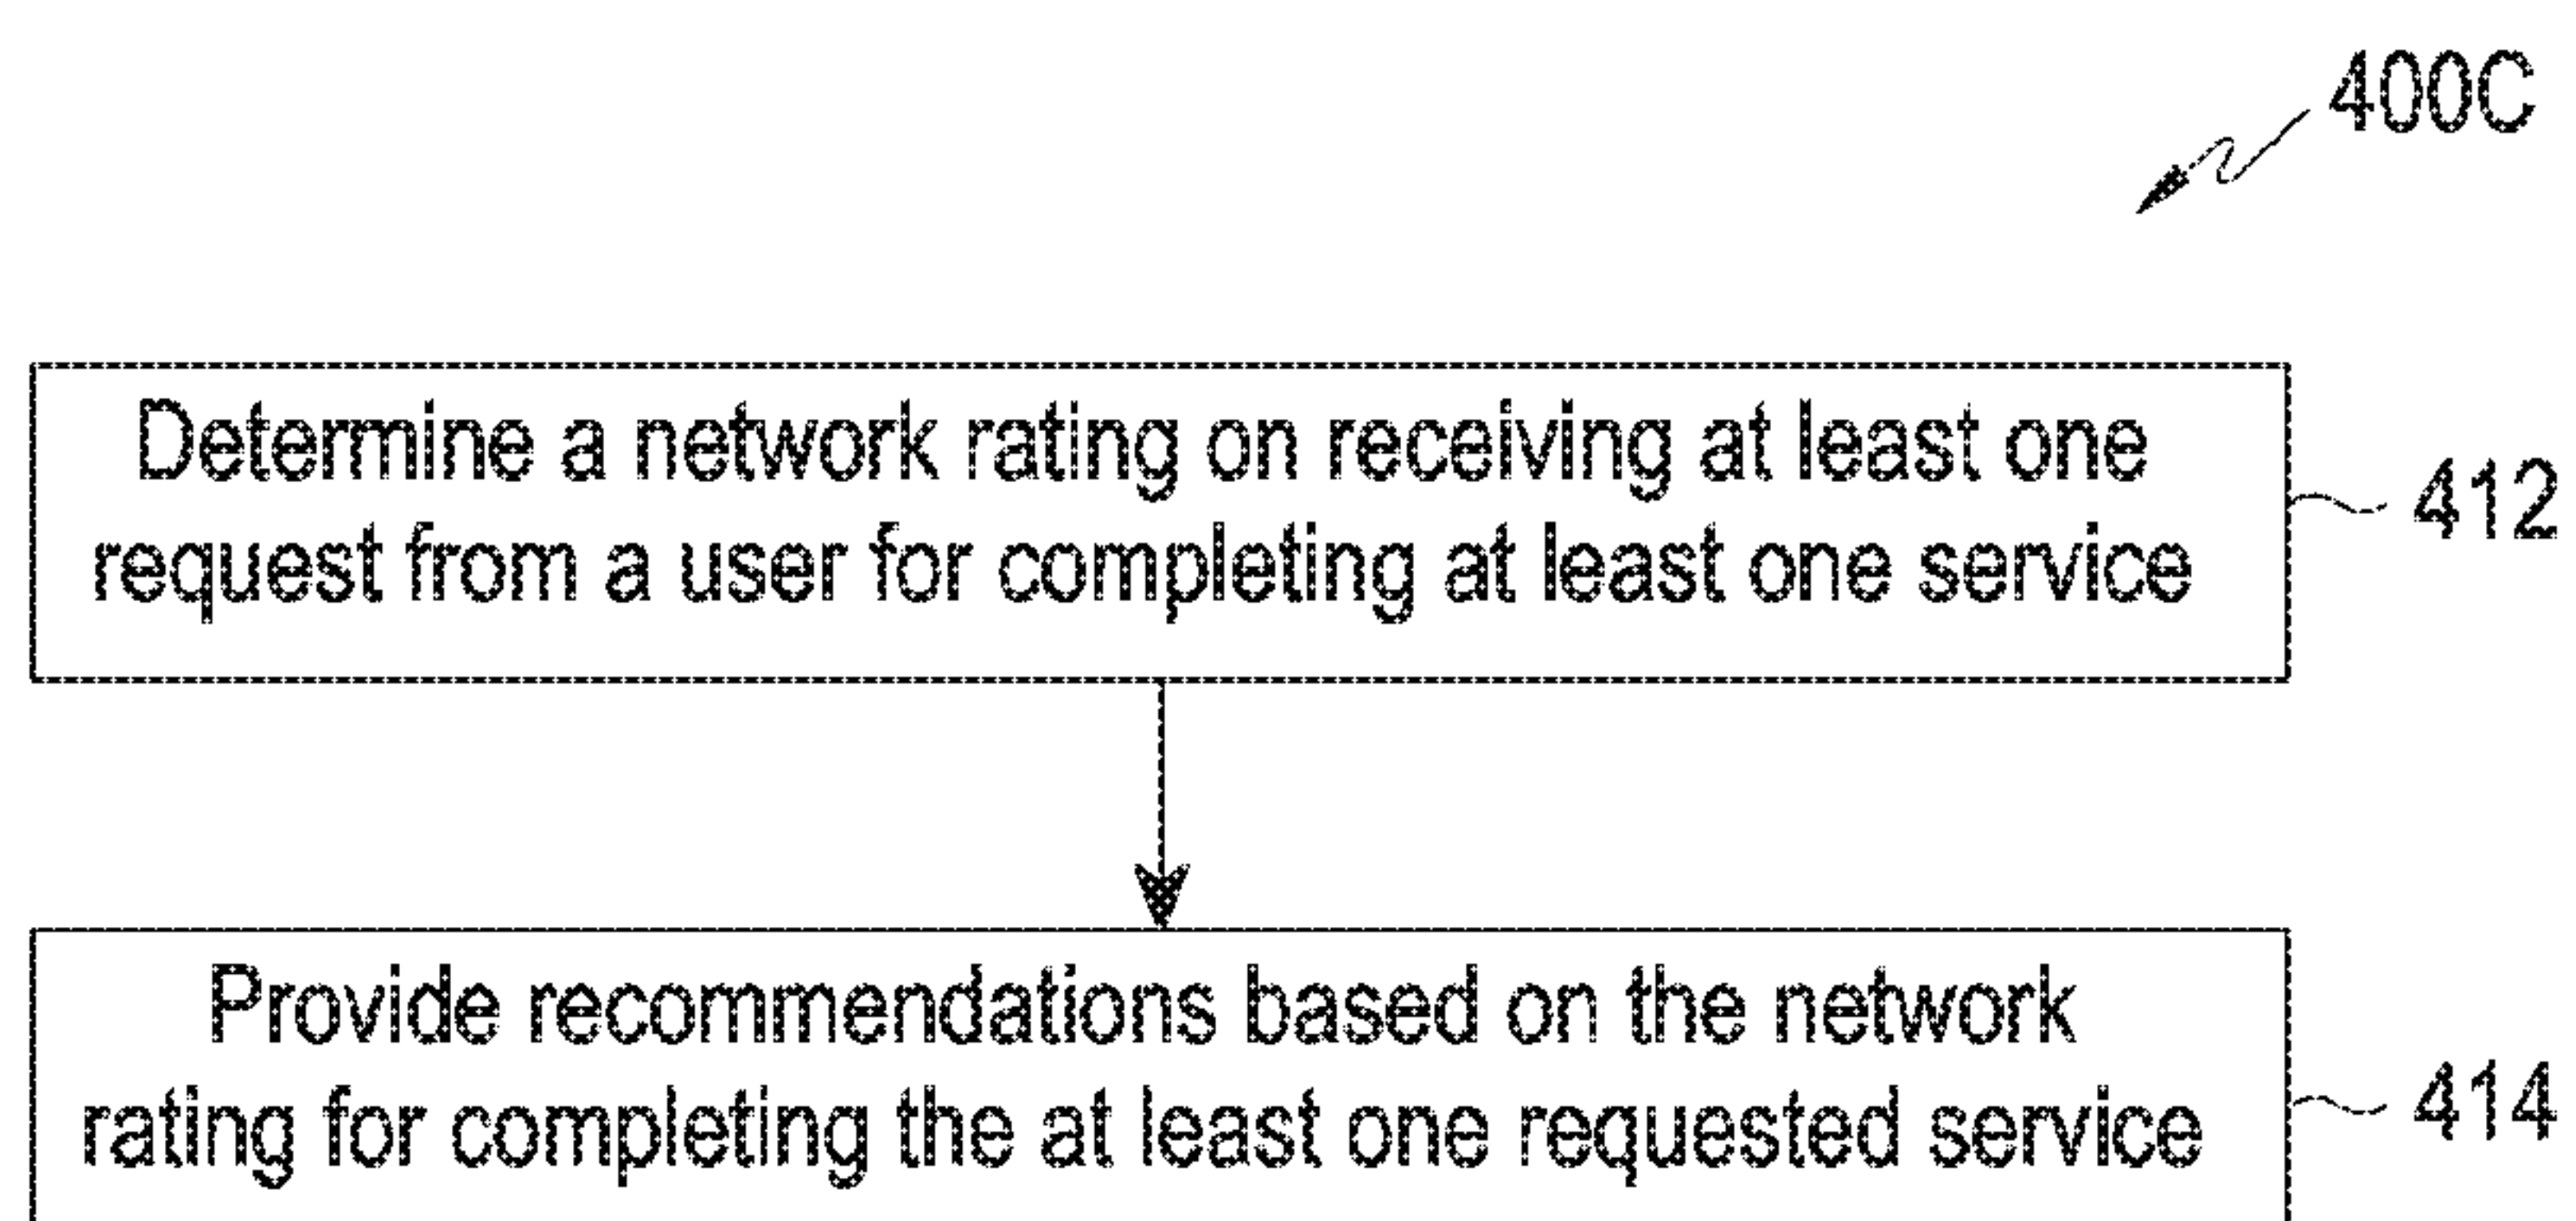 400C
Determine a network rating on receiving at least one
request from a user for completing at least one service
412
Provide recommendations based on the network
rating for completing the at least one requested service
414